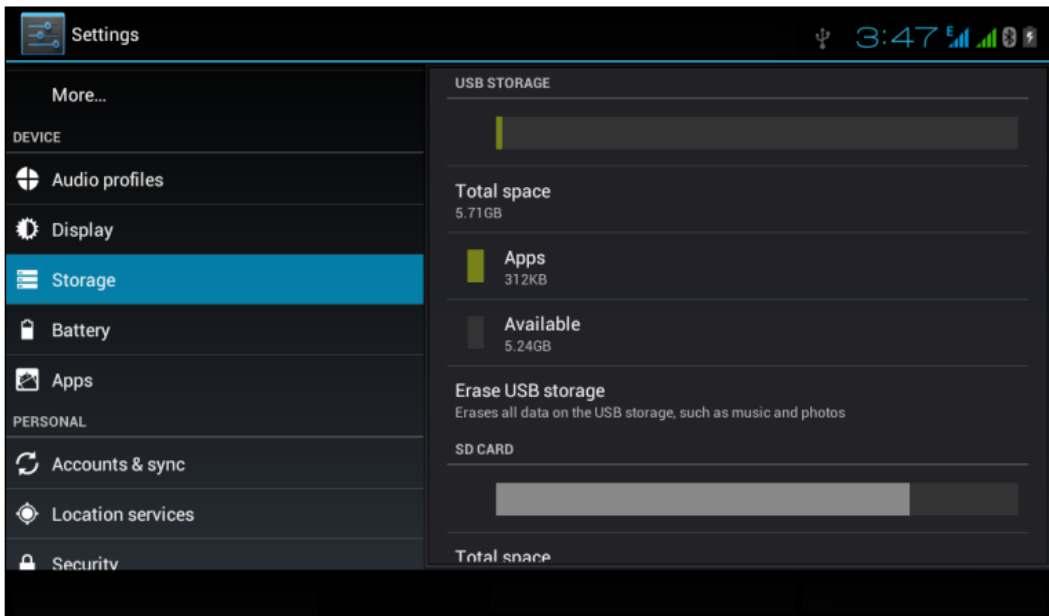 Settings
3:47
E
More...
DEVICE
Audio profiles
Display
Storage
Battery
Apps
PERSONAL
Accounts & sync
Location services
Security
USB STORAGE
Total space
5.71GB
Apps
312KB
Available
5.24GB
Erase USB storage
Erases all data on the USB storage, such as music and photos
SD CARD
Total space